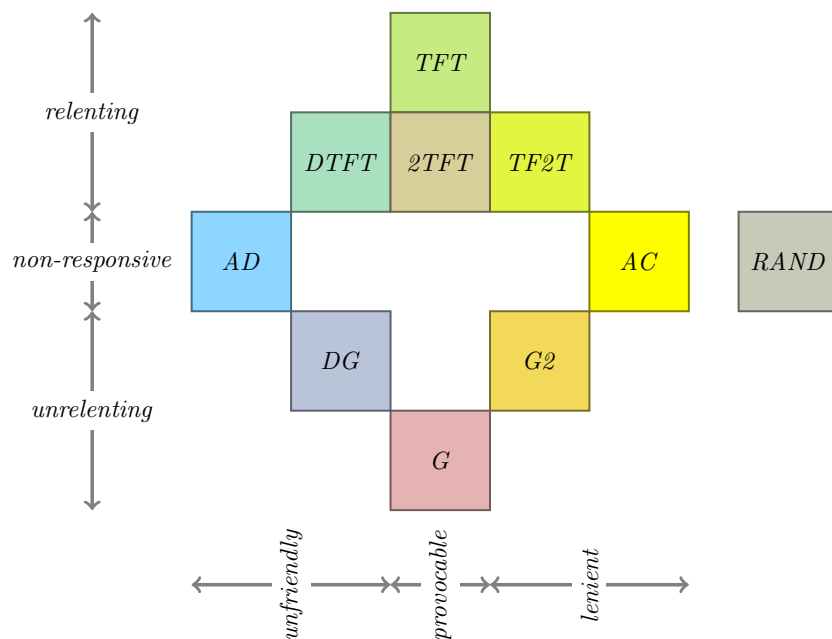 TFT
relenting
DTFT
2TFT
TF2T
non-responsive
AD
AC
RAND
DG
G2
unrelenting
G
unfriendly
provocable
lenient